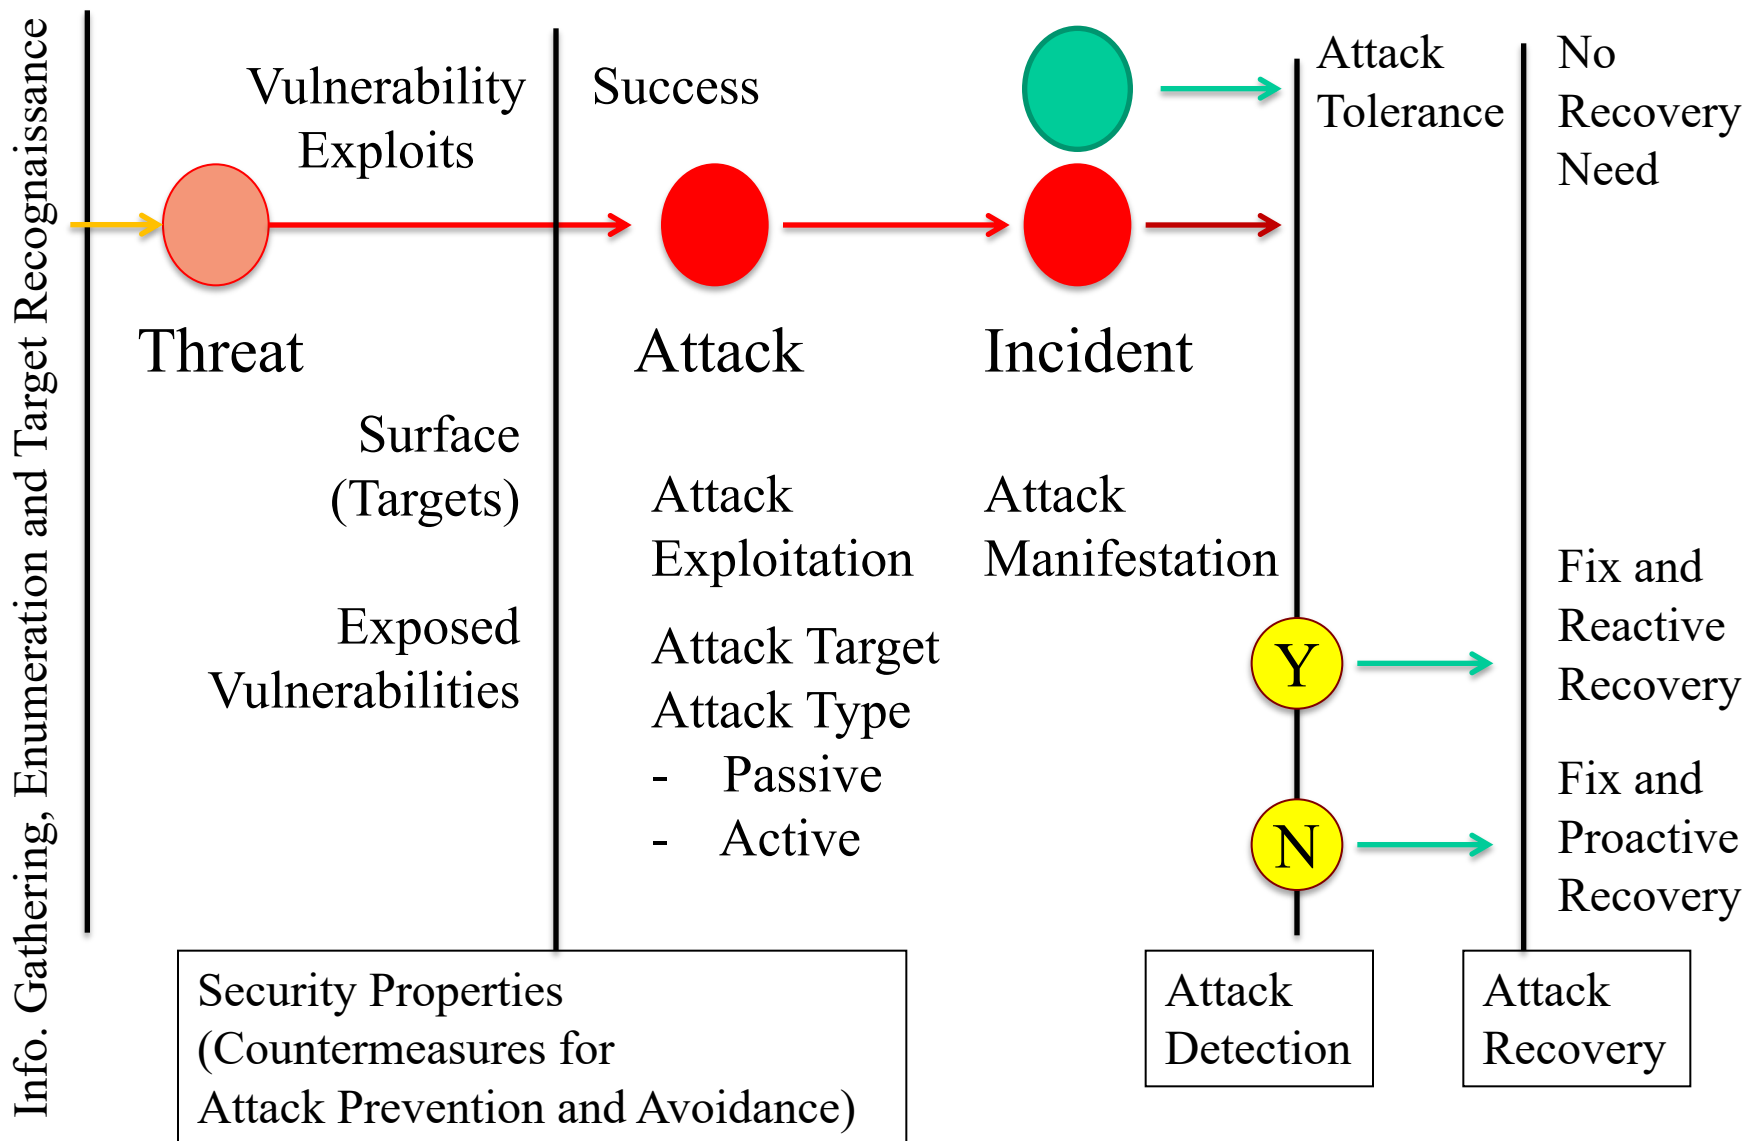 Info. Gathering, Enumeration and Target Recognaissance
Vulnerability
Exploits
Success
Attack
Tolerance
No
Recovery
Need
Threat
Attack
Incident
Surface
(Targets)
Exposed
Vulnerabilities
Attack
Exploitation
Attack Target
Attack Type
- Passive
- Active
Attack
Manifestation
Y
N
Fix and
Reactive
Recovery
Fix and
Proactive
Recovery
Security Properties
(Countermeasures for
Attack Prevention and Avoidance)
Attack
Detection
Attack
Recovery